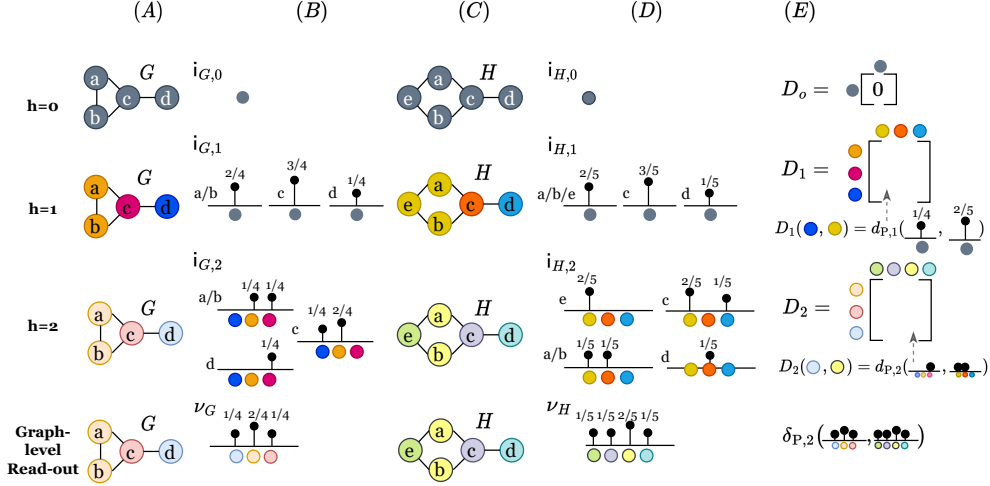 (A) (B) (C) (D) (E)
h=0
a b c d G
i_{G,0}
a b c d e H
i_{H,0}
D_o = [ 0 ]
h=1
a b c d G
i_{G,1}
a/b 2/4 c 3/4 d 1/4
a b c d e H
i_{H,1}
a/b/e 2/5 c 3/5 d 1/5
D_1 = [ ]
D_1( , ) = d_{P,1}( 1/4 , 2/5 )
h=2
a b c d G
i_{G,2}
a/b 1/4 1/4
c 1/4 2/4
d 1/4
a b c d e H
i_{H,2}
e 2/5 c 2/5 1/5
a/b 1/5 1/5 d 1/5
D_2 = [ ]
D_2( , ) = d_{P,2}( , )
Graph-
level
Read-out
a b c d G
ν_G
1/4 2/4 1/4
a b c d e H
ν_H
1/5 1/5 2/5 1/5
δ_{P,2}( , )